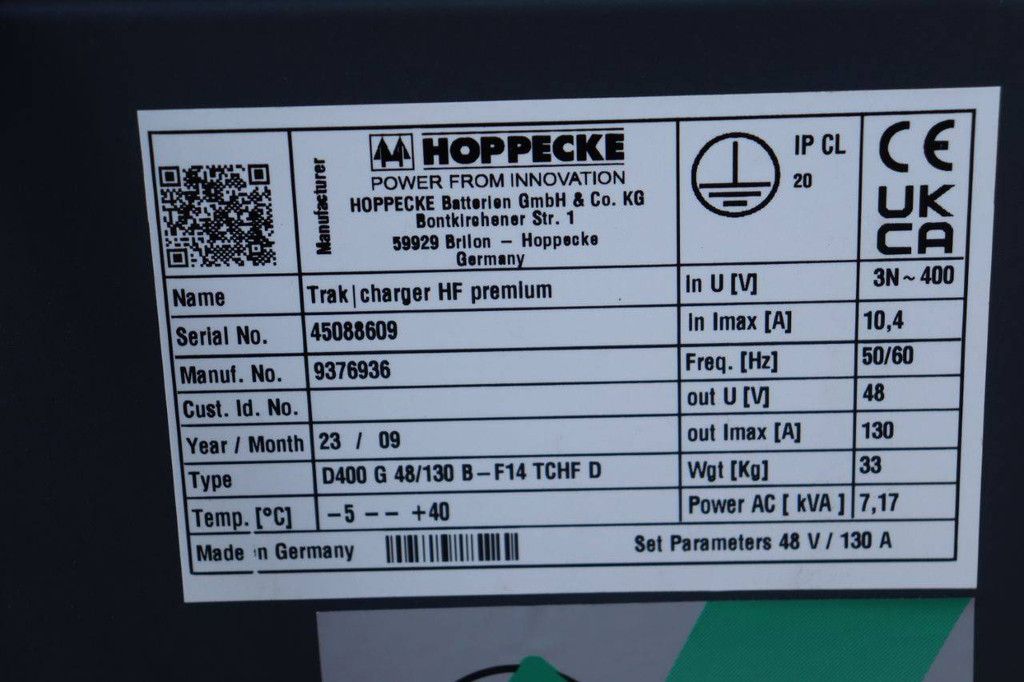 Manufacturer
HOPPECKE
POWER FROM INNOVATION
HOPPECKE Batterien GmbH & Co. KG
Bontkirchener Str. 1
59929 Brilon – Hoppecke
Germany
IP CL
20
CE
UK
CA
Name Trak|charger HF premium
Serial No. 45088609
Manuf. No. 9376936
Cust. Id. No.
Year / Month 23 / 09
Type D400 G 48/130 B–F14 TCHF D
Temp. [°C] –5 –– +40
In U [V] 3N~400
In Imax [A] 10,4
Freq. [Hz] 50/60
out U [V] 48
out Imax [A] 130
Wgt [Kg] 33
Power AC [ kVA ] 7,17
Made in Germany
Set Parameters 48 V / 130 A